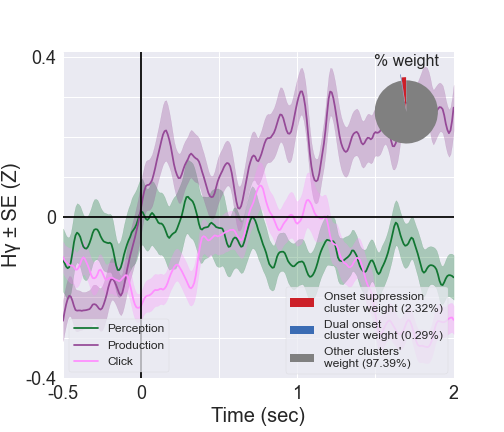 % weight
0.4
0
-0.4
Hγ ± SE (Z)
Perception
Production
Click
Onset suppression
cluster weight (2.32%)
Dual onset
cluster weight (0.29%)
Other clusters'
weight (97.39%)
-0.5
0
1
2
Time (sec)